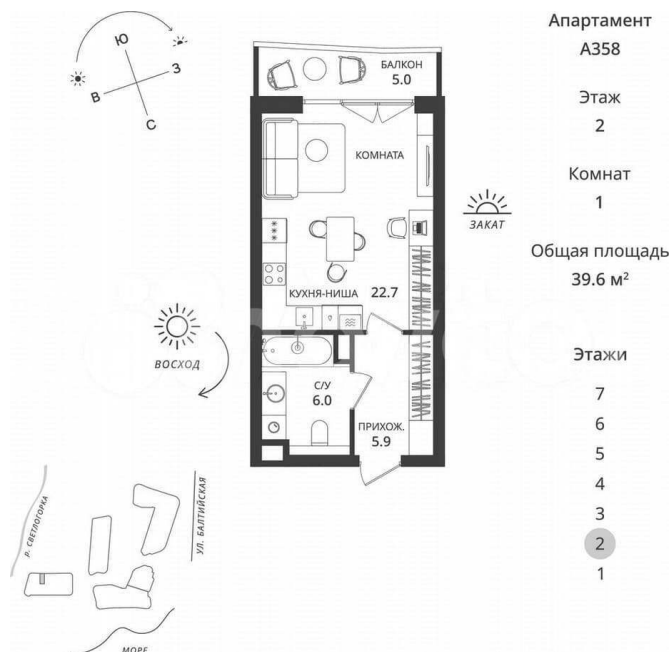 Апартамент
А358
Этаж
2
Комнат
1
Общая площадь
39.6 м²
Этажи
7
6
5
4
3
2
1
Ю
З
В
С
БАЛКОН
5.0
КОМНАТА
ЗАКАТ
КУХНЯ-НИША 22.7
ВОСХОД
С/У
6.0
ПРИХОЖ.
5.9
р. СВЕТЛОГОРКА
УЛ. БАЛТИЙСКАЯ
МОРЕ